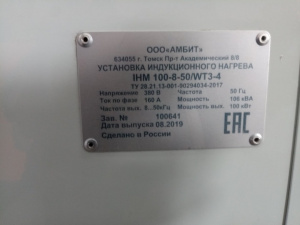 ООО«АМБИТ»
634055 г. Томск Пр-т Академический 8/8
УСТАНОВКА ИНДУКЦИОННОГО НАГРЕВА
IHM 100-8-50/WT3-4
ТУ 28.21.13-001-90294034-2017
Напряжение 380 В Частота 50 Гц
Ток по фазе 160 А Мощность 106 кВА
Частота вых. 8...50кГц Мощность вых. 100 кВт
Зав. № 100641
Дата выпуска 08.2019
Сделано в России
EAC